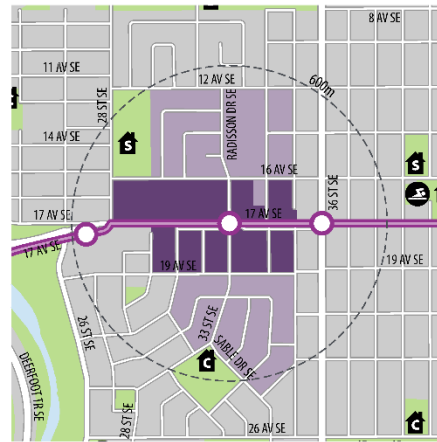 8 AV SE
11 AV SE
12 AV SE
600m
28 ST SE
RADISSON DR SE
14 AV SE
S
S
16 AV SE
36 ST SE
17 AV SE
17 AV SE
17 AV SE
19 AV SE
19 AV SE
26 ST SE
33 ST SE
SABLE DR SE
C
DEERFOOT TR SE
28 ST SE
26 AV SE
C